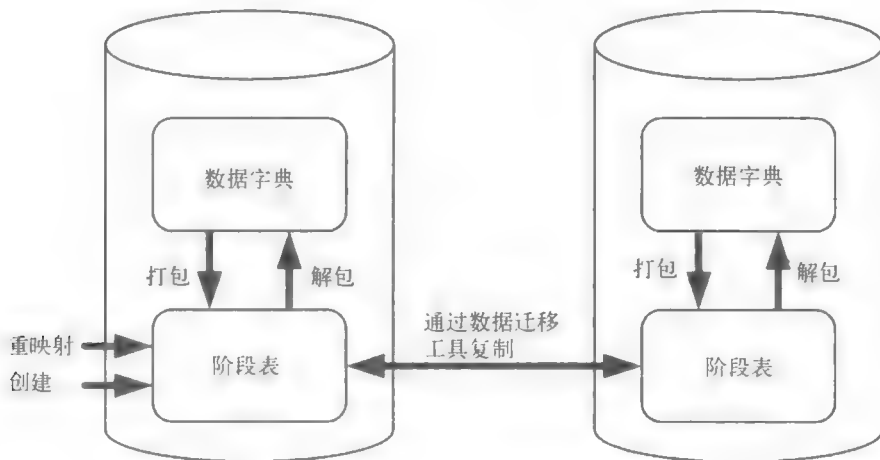 数据字典
数据字典
打包
解包
打包
解包
重映射
创建
阶段表
通过数据迁移
工具复制
阶段表